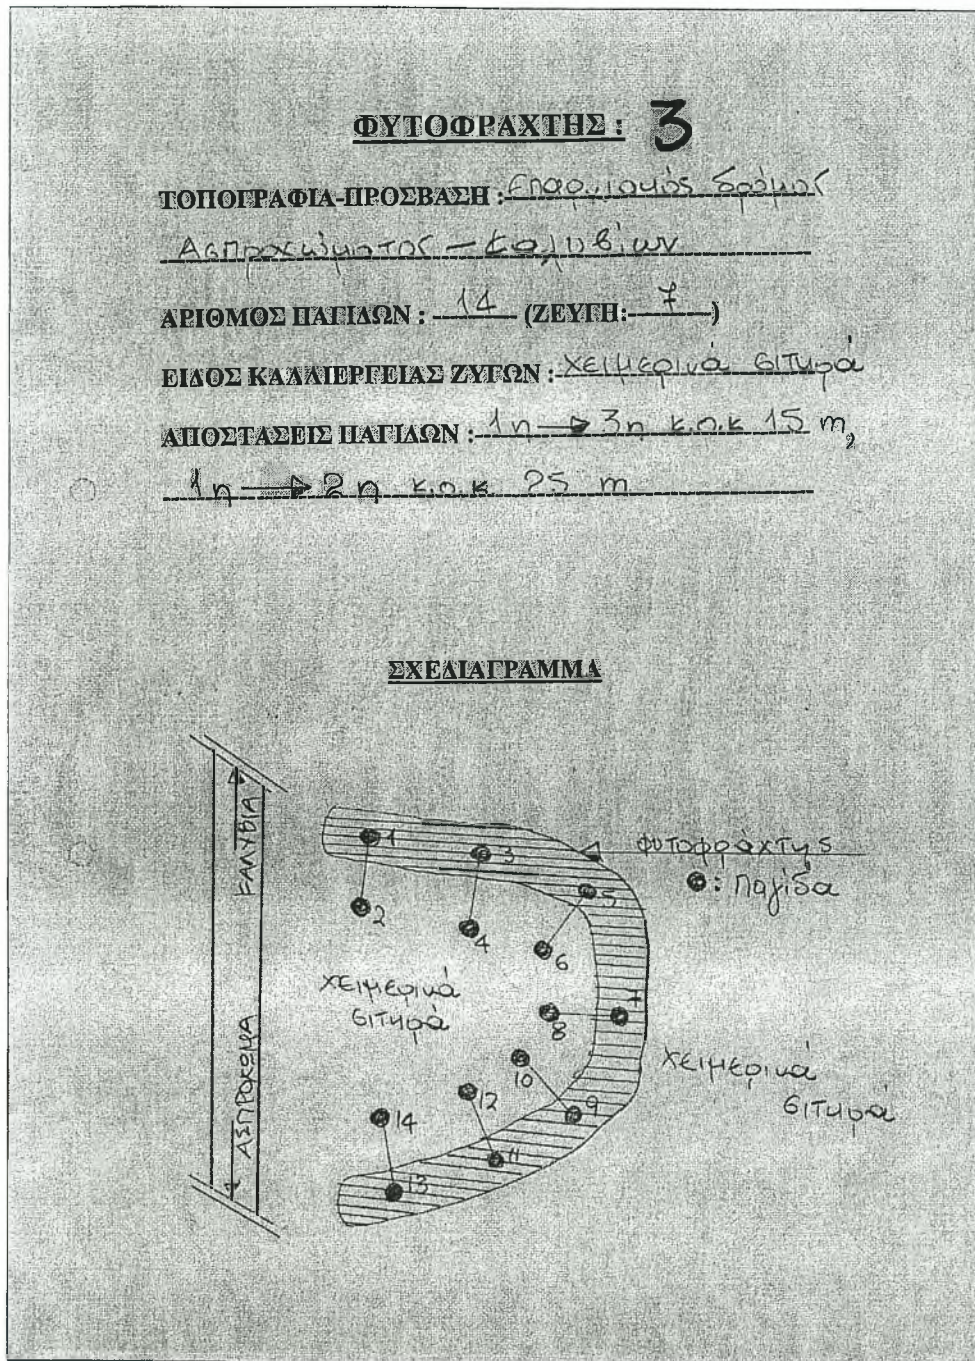 ΦΥΤΟΦΡΑΧΤΗΣ : 3
ΤΟΠΟΓΡΑΦΙΑ-ΠΡΟΣΒΑΣΗ : Επαρχιακός δρόμος
Ασπροχώματος – Καλυβίων
ΑΡΙΘΜΟΣ ΠΑΓΙΔΩΝ : 14 (ΖΕΥΓΗ: 7)
ΕΙΔΟΣ ΚΑΛΛΙΕΡΓΕΙΑΣ ΖΥΓΩΝ : χειμερινά σιτηρά
ΑΠΟΣΤΑΣΕΙΣ ΠΑΓΙΔΩΝ : 1η → 3η κ.ο.κ 15 m,
1η → 2η κ.ο.κ 25 m
ΣΧΕΔΙΑΓΡΑΜΜΑ
ΚΑΛΥΒΙΑ
ΑΣΠΡΟΧΩΜΑ
φυτοφράχτης
: παγίδα
1
3
5
2
4
6
χειμερινά
σιτηρά
8
7
χειμερινά
σιτηρά
10
9
12
14
11
13